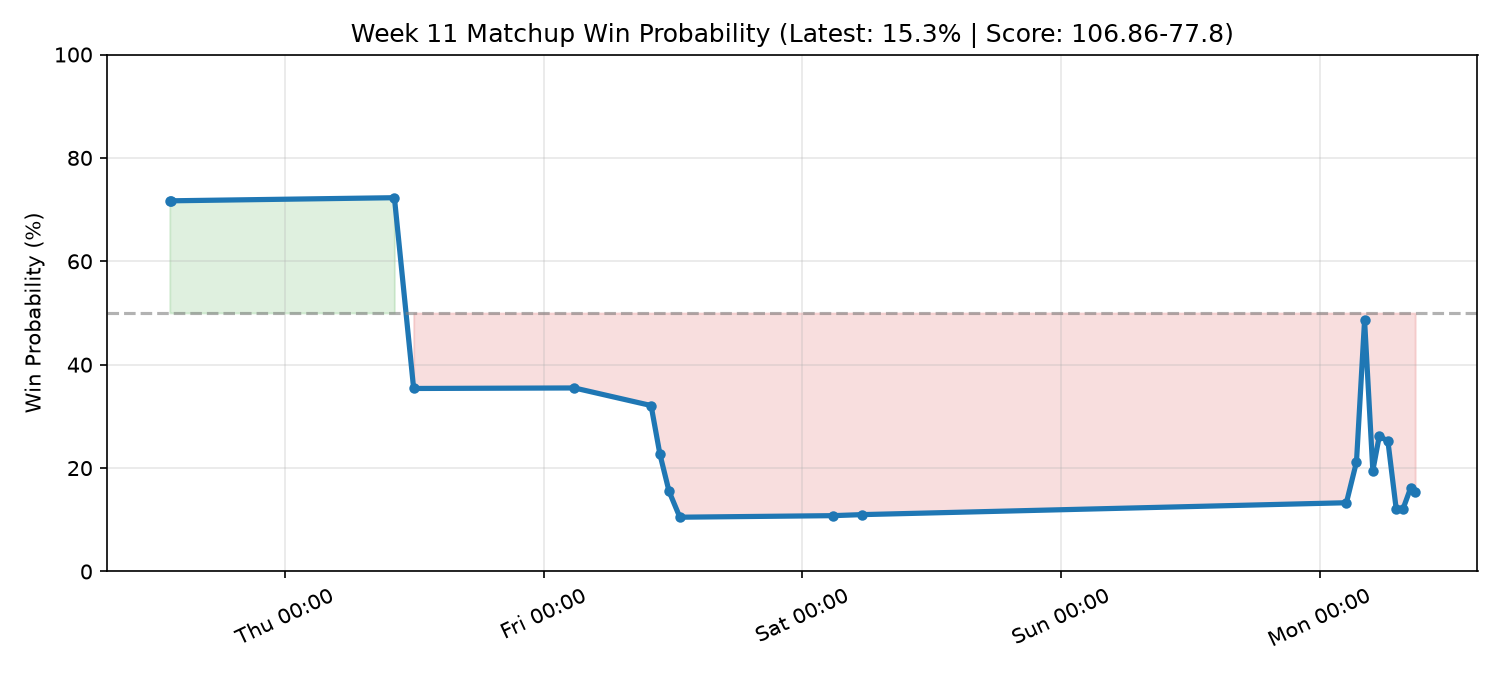 Week 11 Matchup Win Probability (Latest: 15.3% | Score: 106.86-77.8)
Win Probability (%)
100
80
60
40
20
0
Thu 00:00
Fri 00:00
Sat 00:00
Sun 00:00
Mon 00:00